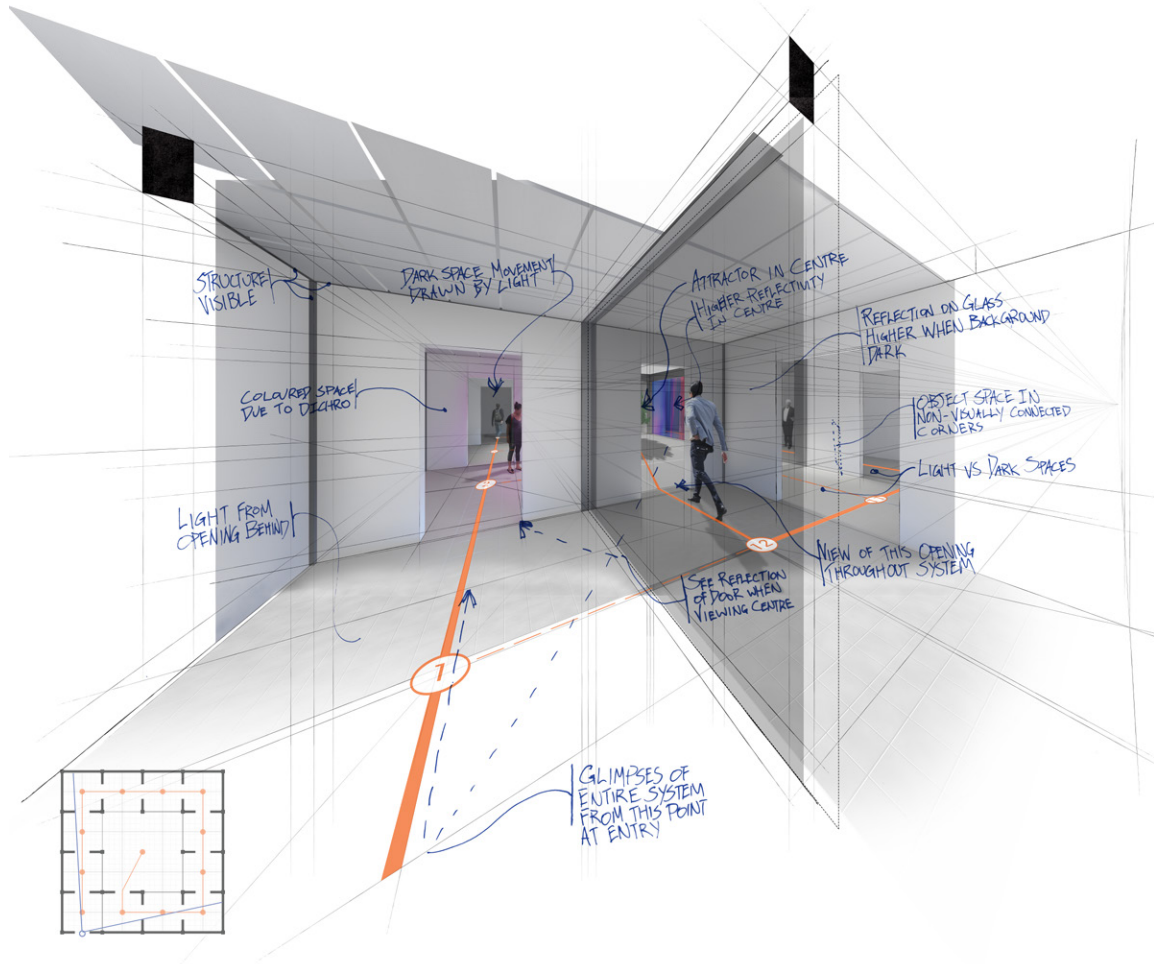 STRUCTURE
VISIBLE
DARK SPACE MOVEMENT
DRAWN BY LIGHT
ATTRACTOR IN CENTRE
HIGHER REFLECTIVITY
IN CENTRE
REFLECTION ON GLASS
HIGHER WHEN BACKGROUND
DARK
COLOURED SPACE
DUE TO DICHRO
OBJECT SPACE IN
NON-VISUALLY CONNECTED
CORNERS
LIGHT VS DARK SPACES
LIGHT FROM
OPENING BEHIND
12
VIEW OF THIS OPENING
THROUGHOUT SYSTEM
SEE REFLECTION
OF DOOR WHEN
VIEWING CENTRE
1
GLIMPSES OF
ENTIRE SYSTEM
FROM THIS POINT
AT ENTRY